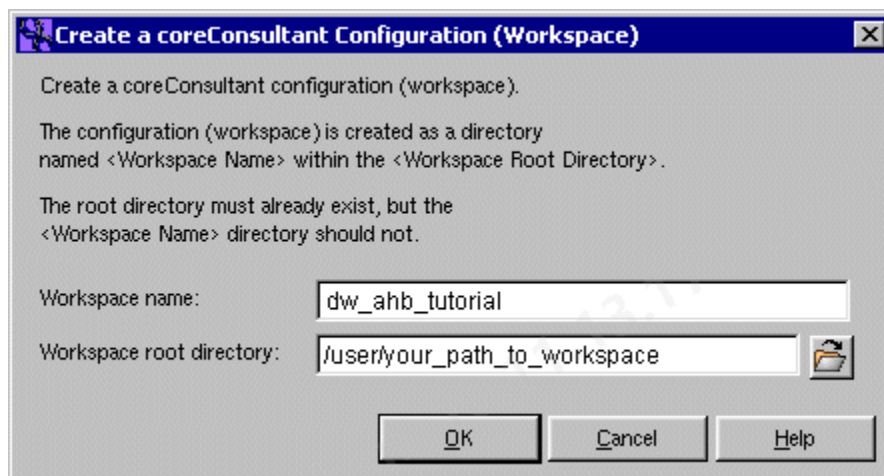 Create a coreConsultant Configuration (Workspace)
Create a coreConsultant configuration (workspace).
The configuration (workspace) is created as a directory
named <Workspace Name> within the <Workspace Root Directory>.
The root directory must already exist, but the
<Workspace Name> directory should not.
Workspace name: dw_ahb_tutorial
Workspace root directory: /user/your_path_to_workspace
OK Cancel Help